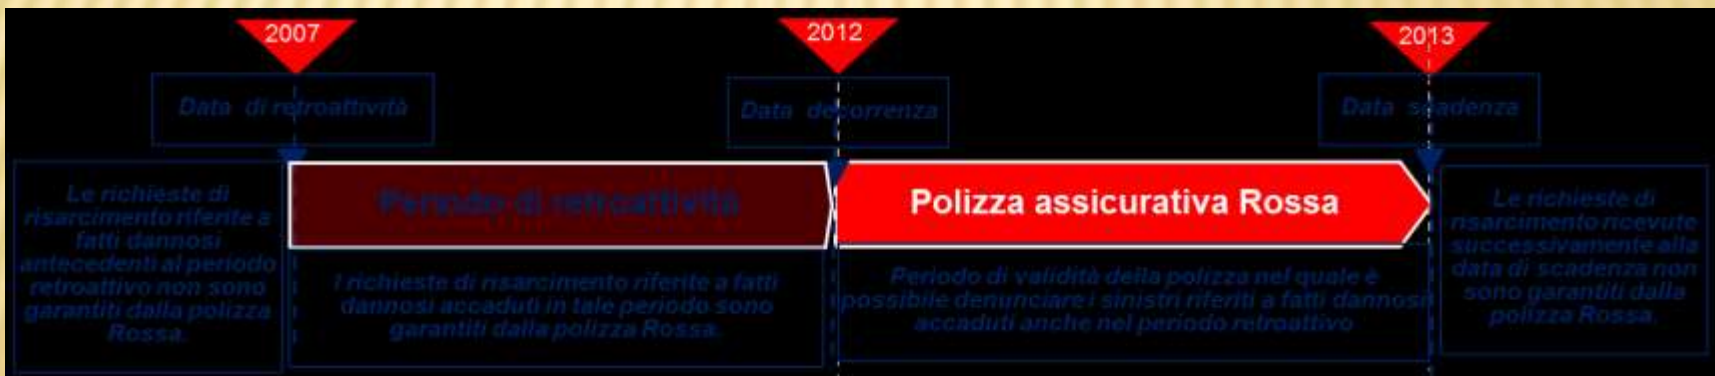 2007
2012
2013
Data di retroattività
Data decorrenza
Data scadenza
Le richieste di
risarcimento riferite a
fatti dannosi
antecedenti al periodo
retroattivo non sono
garantiti dalla polizza
Rossa.
Periodo di retroattività
I richieste di risarcimento riferite a fatti
dannosi accaduti in tale periodo sono
garantiti dalla polizza Rossa.
Polizza assicurativa Rossa
Periodo di validità della polizza nel quale è
possibile denunciare i sinistri riferiti a fatti dannosi
accaduti anche nel periodo retroattivo
Le richieste di
risarcimento ricevute
successivamente alla
data di scadenza non
sono garantiti dalla
polizza Rossa.